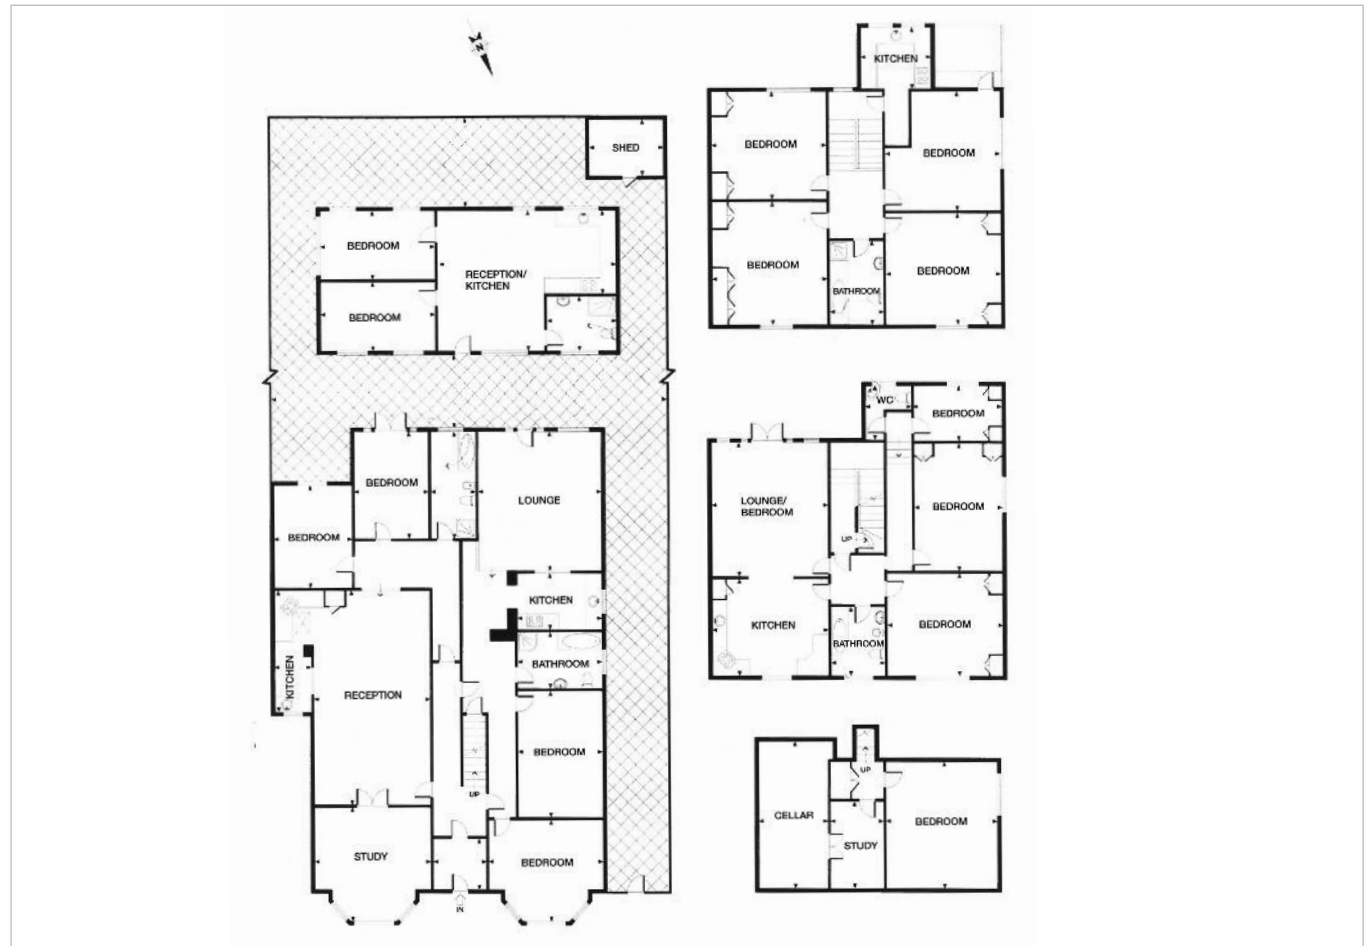 N
SHED
BEDROOM
RECEPTION/
KITCHEN
BEDROOM
BEDROOM
LOUNGE
BEDROOM
KITCHEN
BATHROOM
KITCHEN
RECEPTION
BEDROOM
UP
STUDY
BEDROOM
IN
KITCHEN
BEDROOM
BEDROOM
BEDROOM
BEDROOM
BATHROOM
WC
BEDROOM
LOUNGE/
BEDROOM
BEDROOM
UP
KITCHEN
BEDROOM
BATHROOM
UP
CELLAR
BEDROOM
STUDY